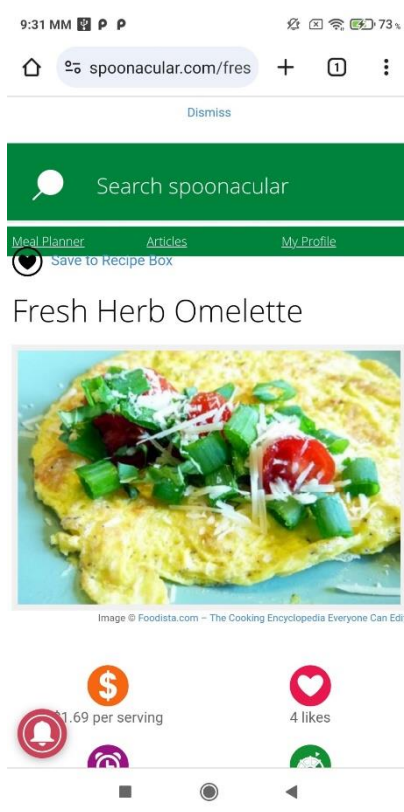 9:31 MM P P 73%
spoonacular.com/fres 1
Dismiss
Search spoonacular
Meal Planner Articles My Profile
Save to Recipe Box
Fresh Herb Omelette
Image © Foodista.com – The Cooking Encyclopedia Everyone Can Edi
$
1.69 per serving 4 likes